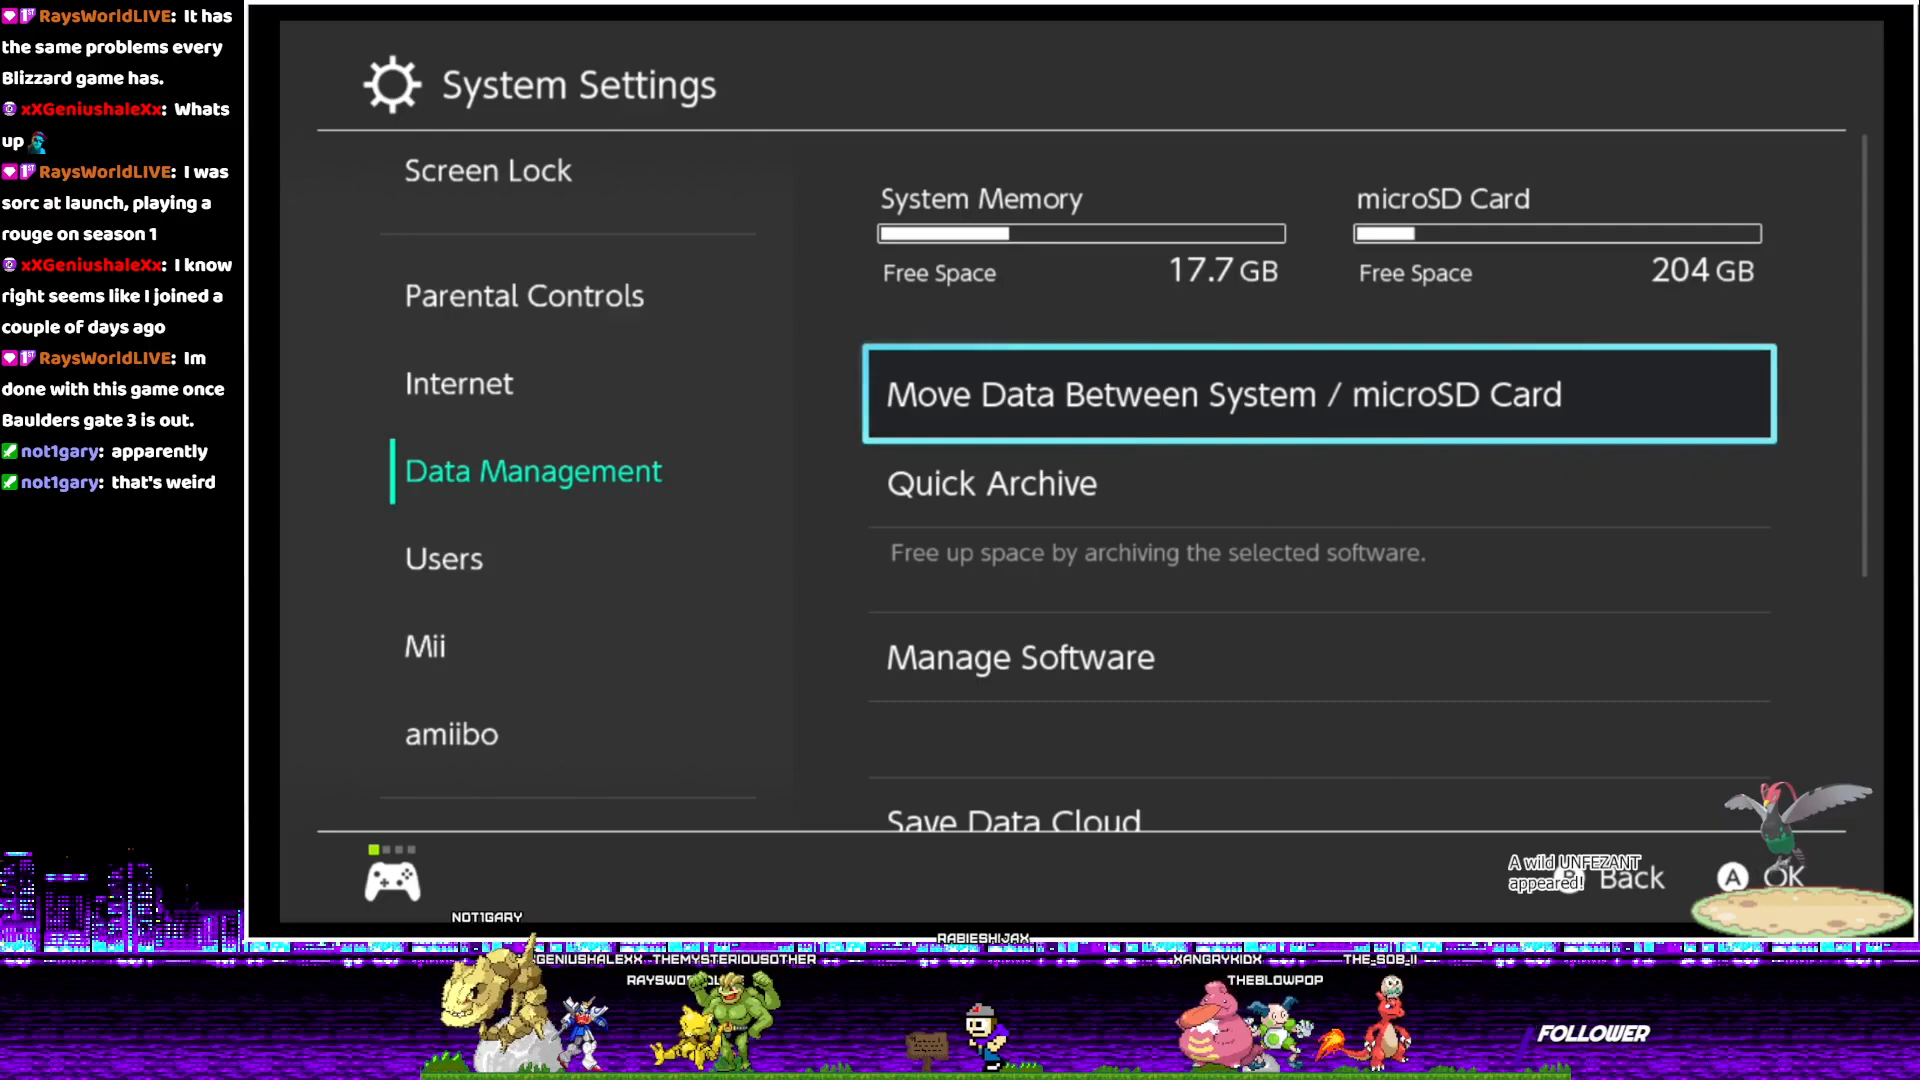 RaysWorldLIVE: It has
the same problems every
Blizzard game has.
xXGeniushaleXx: Whats
up
RaysWorldLIVE: I was
sorc at launch, playing a
rouge on season 1
xXGeniushaleXx: I know
right seems like I joined a
couple of days ago
RaysWorldLIVE: Im
done with this game once
Baulders gate 3 is out.
not1gary: apparently
not1gary: that's weird
System Settings
Screen Lock
Parental Controls
Internet
Data Management
Users
Mii
amiibo
System Memory
Free Space 17.7 GB
microSD Card
Free Space 204 GB
Move Data Between System / microSD Card
Quick Archive
Free up space by archiving the selected software.
Manage Software
Save Data Cloud
A wild UNFEZANT
appeared!
Back
A OK
NOT1GARY
RABIESHIJAX
GENIUSHALEXX THEMYSTERIOUSOTHER
XANGRYKIDX
THE_SOB_II
THEBLOWPOP
FOLLOWER